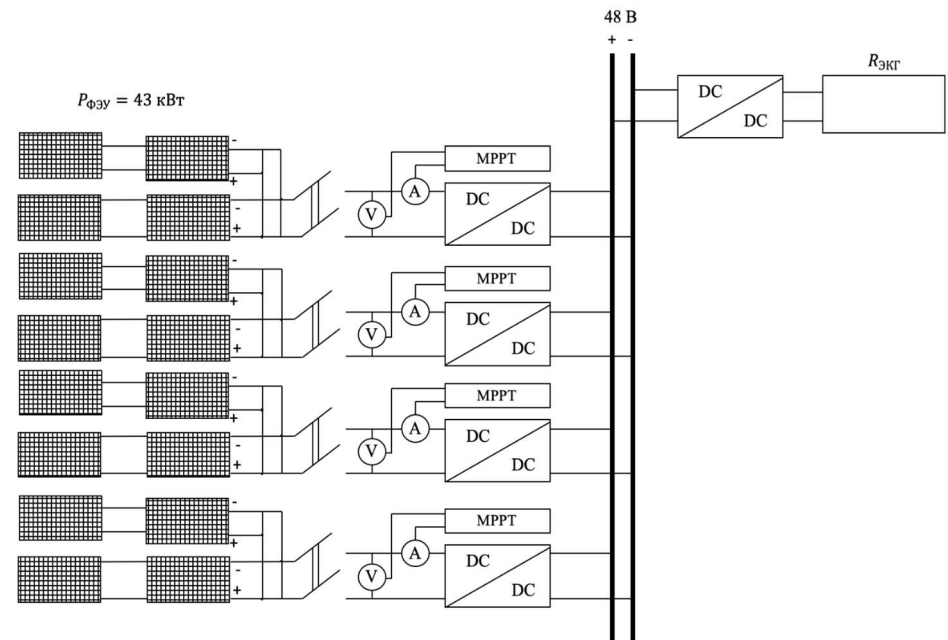 48 В
+ -
R_ЭКГ
DC
DC
P_ФЭУ = 43 кВт
-
+
-
+
MPPT
A
V
DC
DC
-
+
-
+
MPPT
A
V
DC
DC
-
+
-
+
MPPT
A
V
DC
DC
-
+
-
+
MPPT
A
V
DC
DC